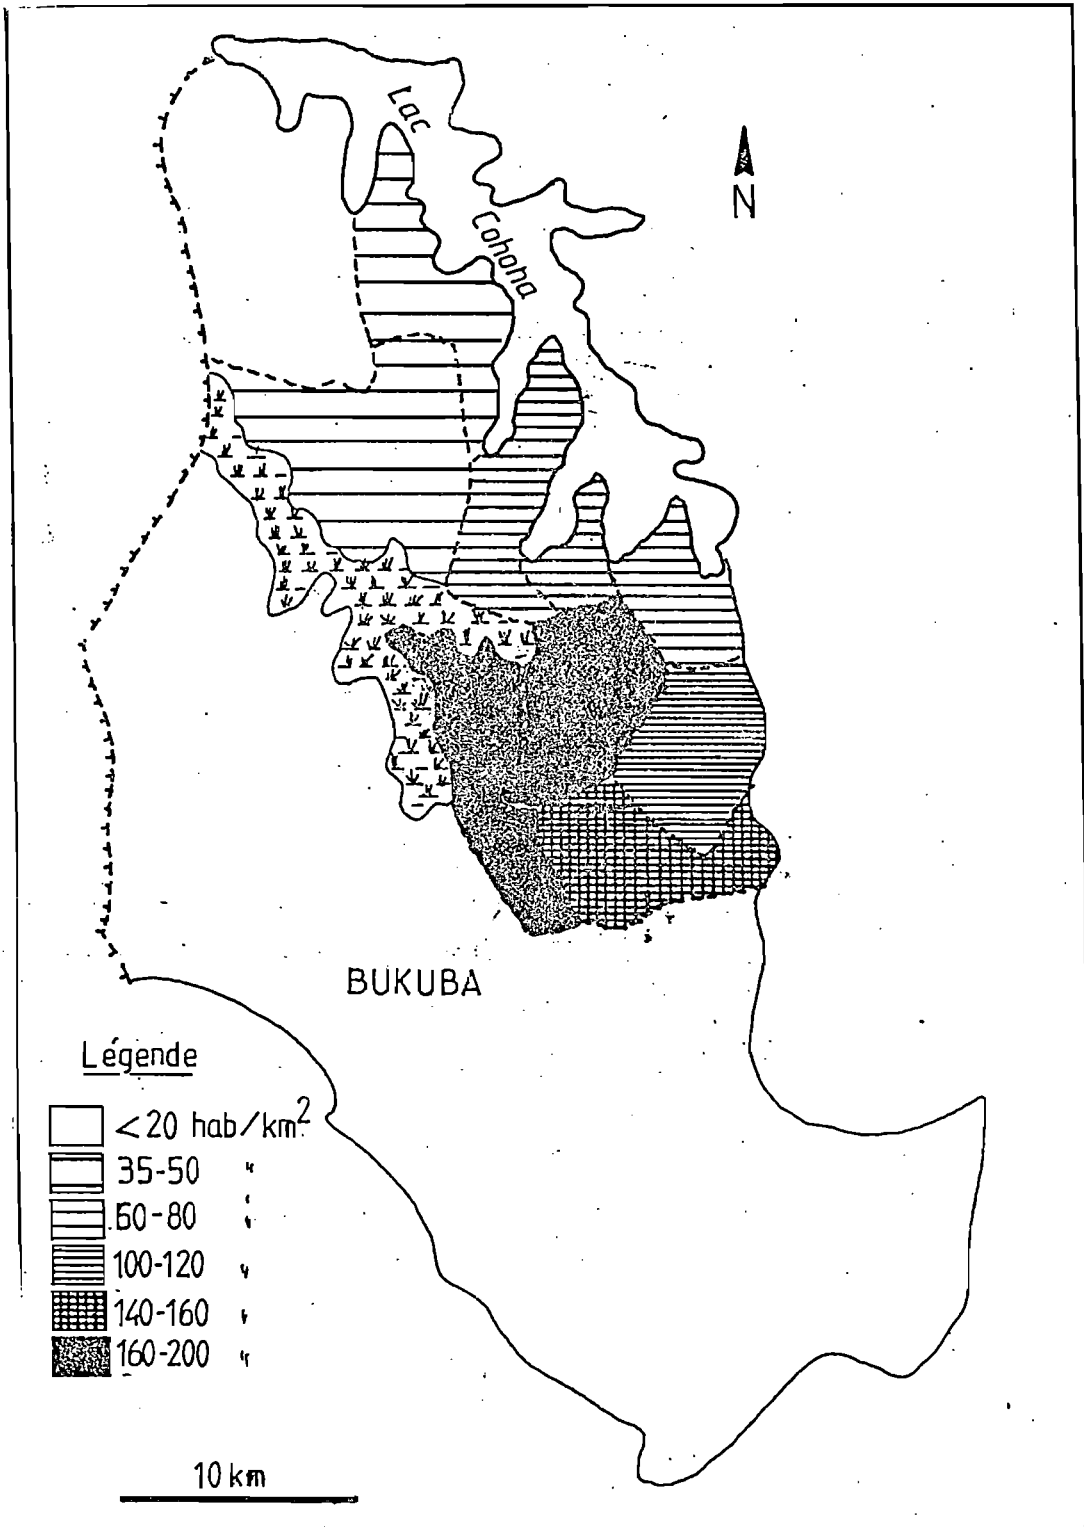 Lac
Cohoha
N
BUKUBA
Légende
<20 hab/km²
35-50 "
60-80 "
100-120 "
140-160 "
160-200 "
10 km